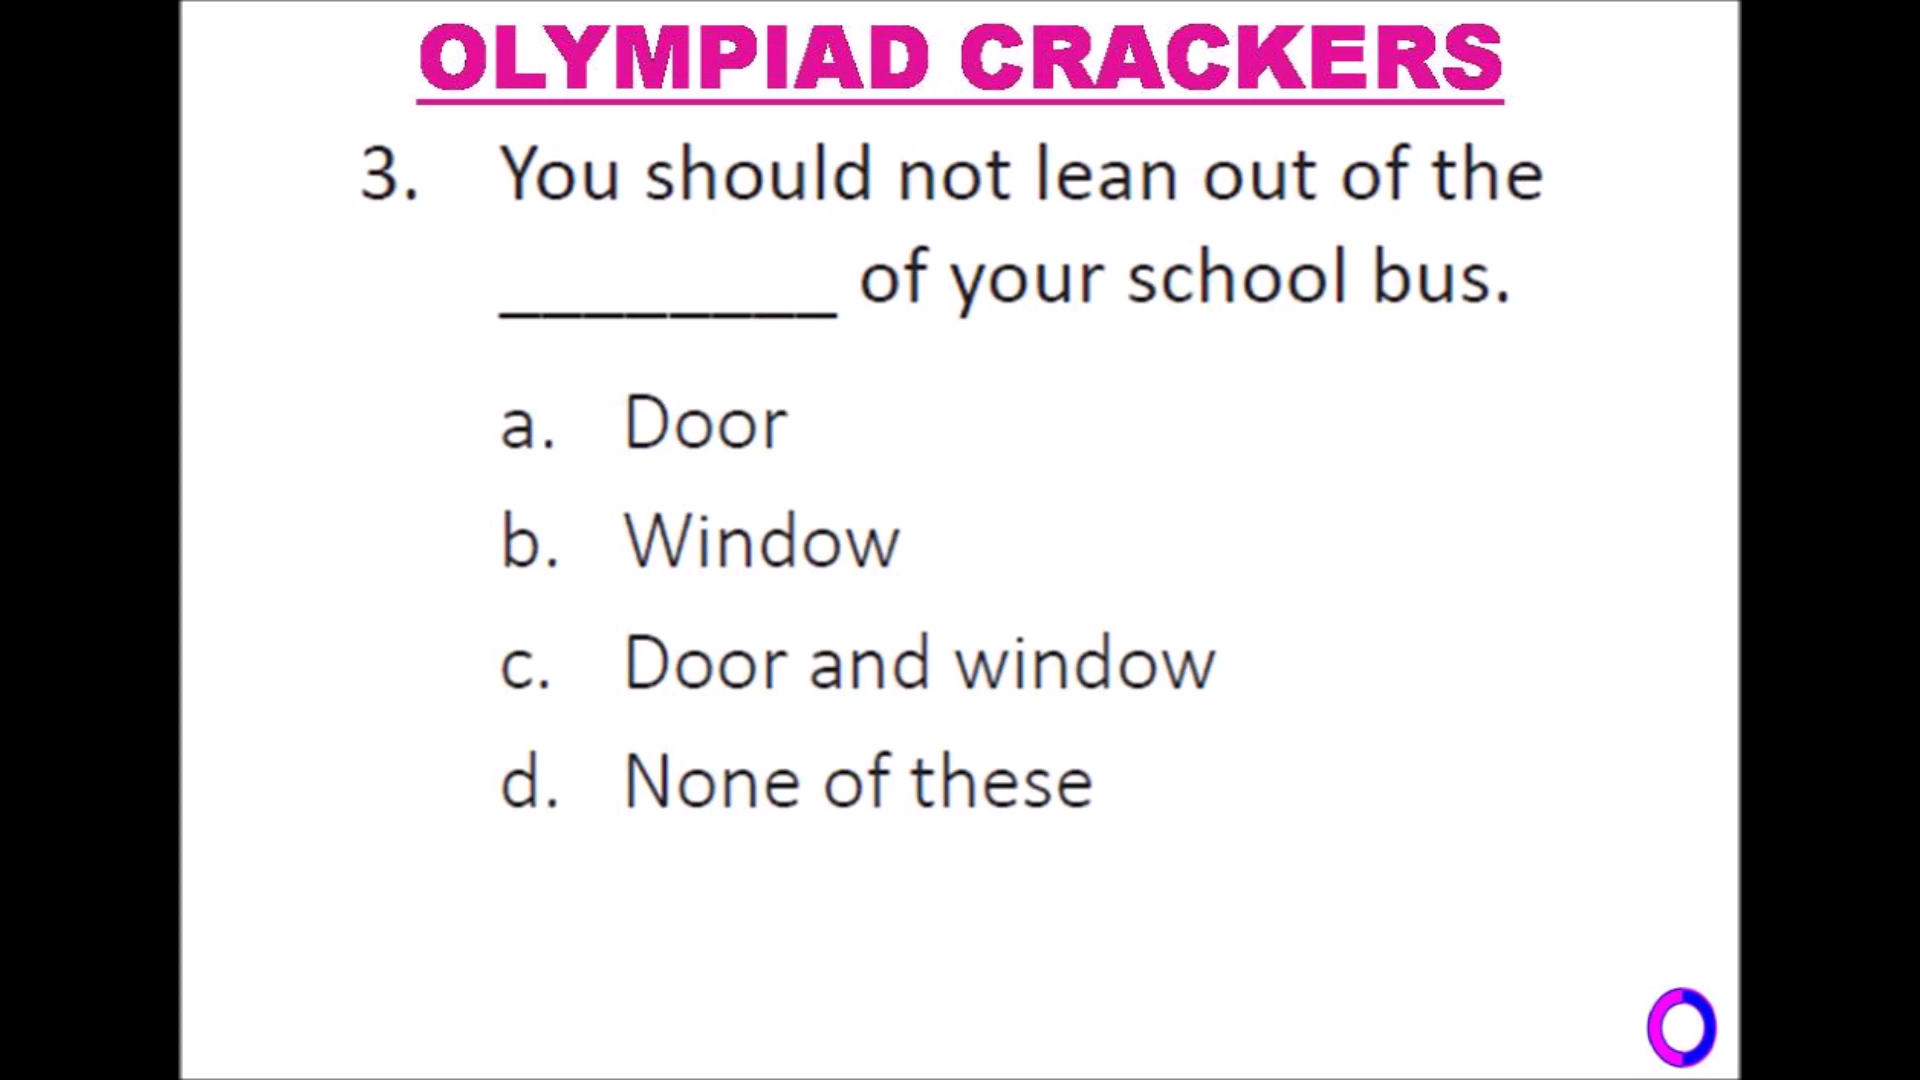 OLYMPIAD CRACKERS
3. You should not lean out of the
________ of your school bus.
a. Door
b. Window
c. Door and window
d. None of these